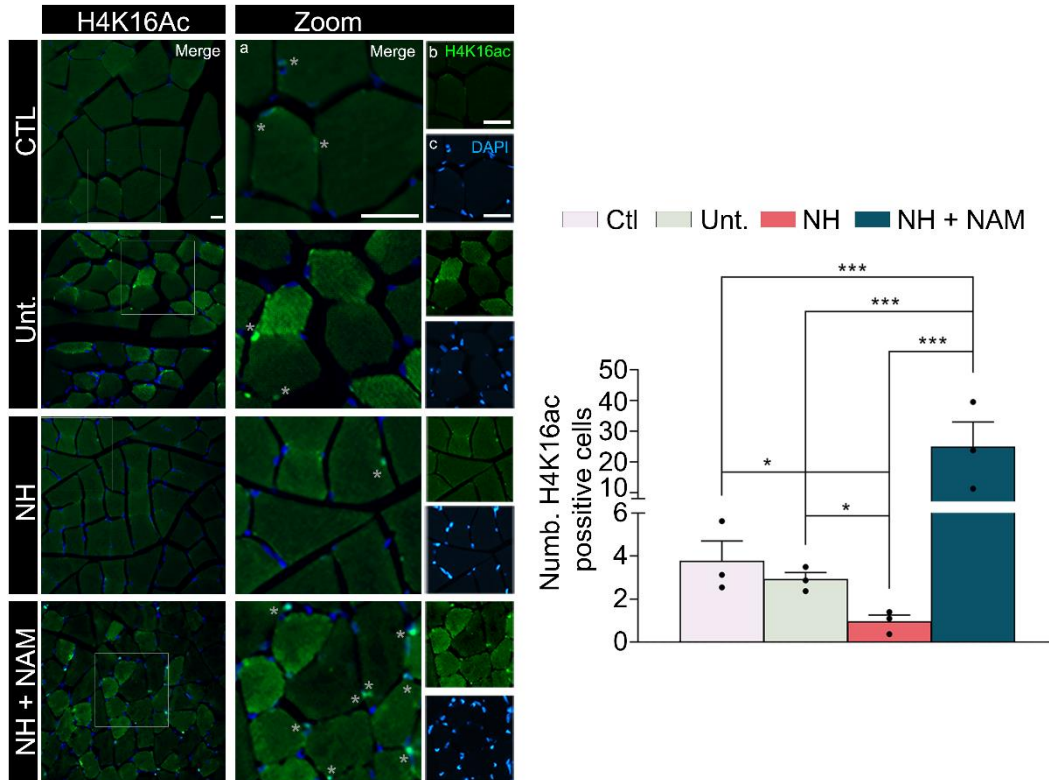 H4K16Ac Zoom
CTL
Merge
a Merge
*
*
*
b H4K16ac
c DAPI
Unt.
*
*
NH
*
NH + NAM
*
*
*
*
*
*
*
*
Ctl Unt. NH NH + NAM
***
***
***
*
*
Numb. H4K16ac
possitive cells
50
40
30
20
10
6
4
2
0